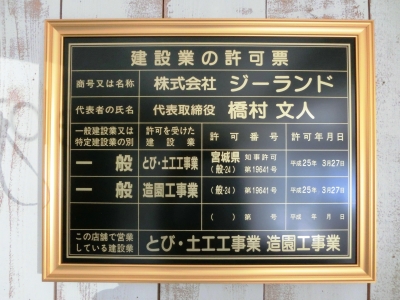 建設業の許可票
商号又は名称 株式会社 ジーランド
代表者の氏名 代表取締役 橋村 文人
一般建設業又は特定建設業の別 許可を受けた建設業 許可番号 許可年月日
一般 とび・土工工事業 宮城県知事許可(般-24)第19641号 平成25年 3月27日
一般 造園工事業 (般-24)第19641号 平成25年 3月27日
( )第 号 平成 年 月 日
この店舗で営業している建設業 とび・土工工事業 造園工事業